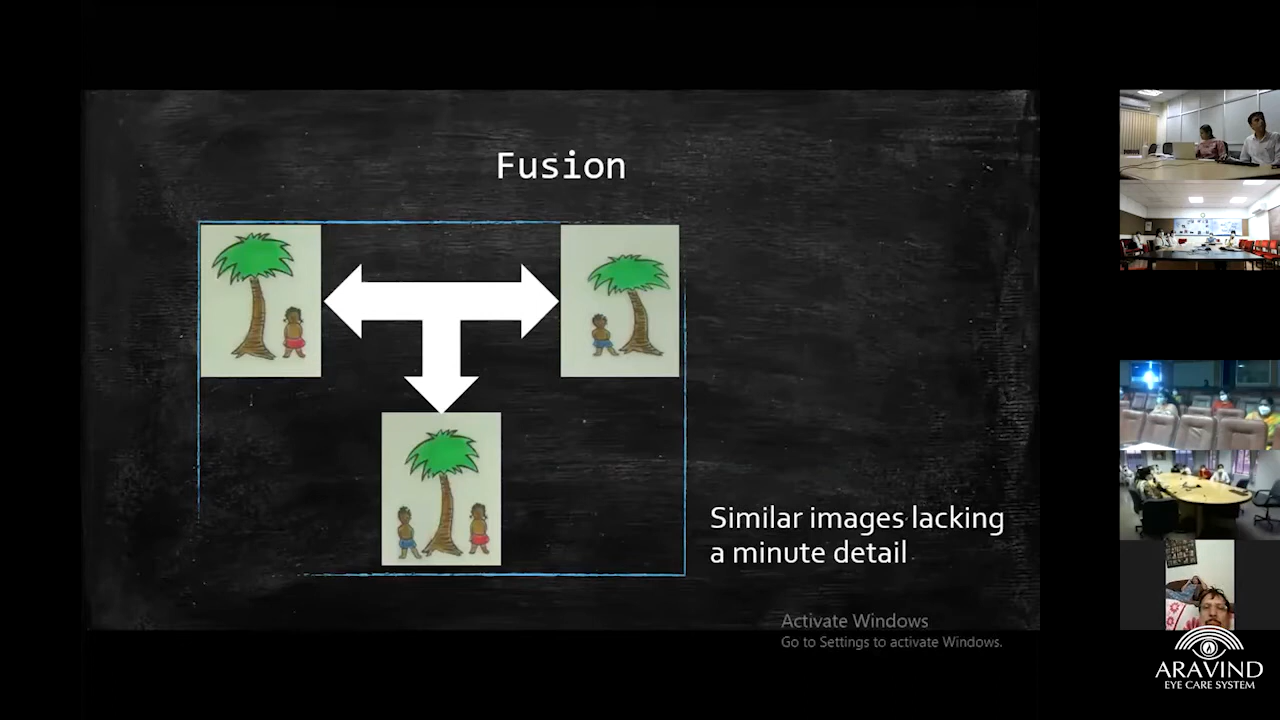 Fusion
Similar images lacking
a minute detail
Activate Windows
Go to Settings to activate Windows.
ARAVIND
EYE CARE SYSTEM